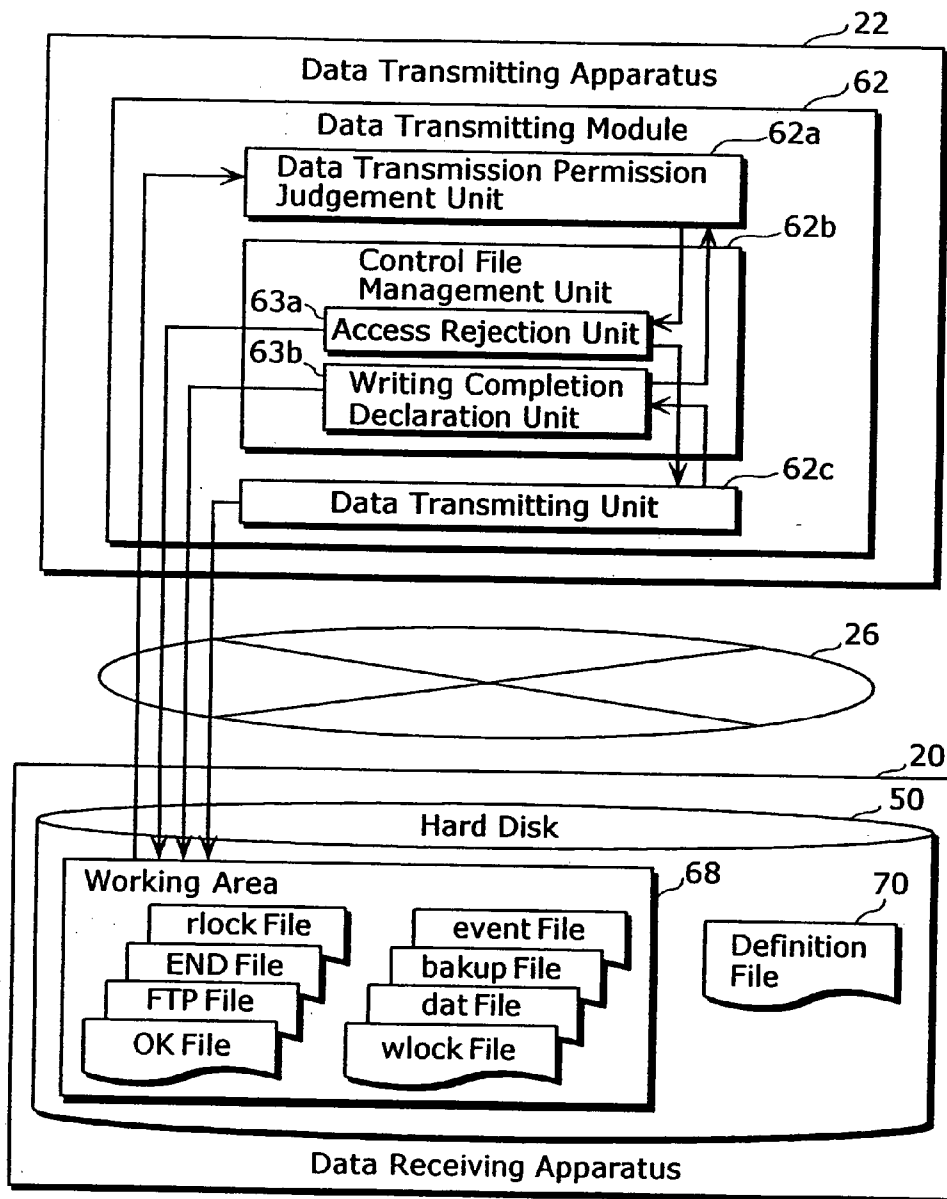 22
Data Transmitting Apparatus
62
Data Transmitting Module
62a
Data Transmission Permission
Judgement Unit
62b
Control File
Management Unit
63a
Access Rejection Unit
63b
Writing Completion
Declaration Unit
62c
Data Transmitting Unit
26
20
50
Hard Disk
68
Working Area
70
rlock File
event File
END File
bakup File
Definition
File
FTP File
dat File
OK File
wlock File
Data Receiving Apparatus